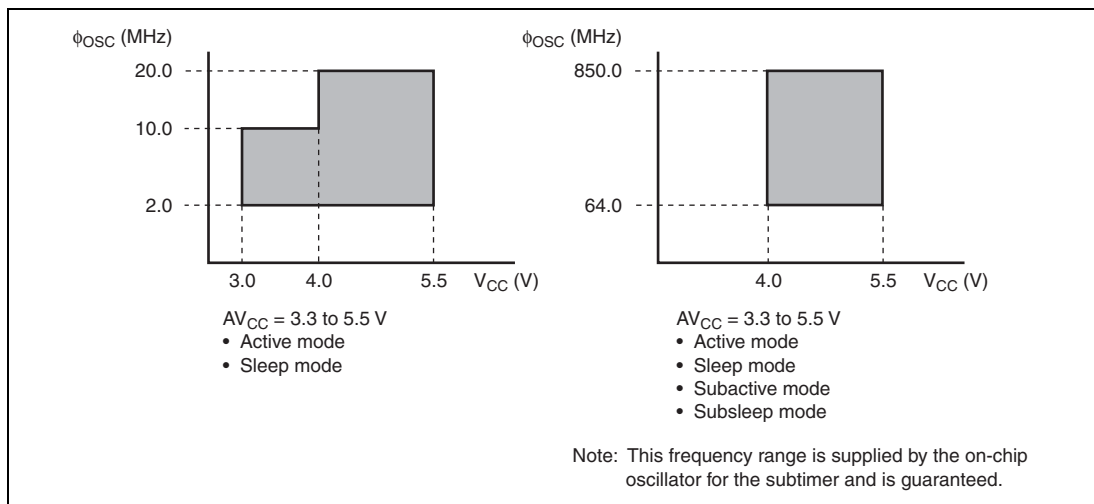 ϕOSC (MHz)
20.0
10.0
2.0
3.0 4.0 5.5 VCC (V)
AVCC = 3.3 to 5.5 V
• Active mode
• Sleep mode
ϕOSC (MHz)
850.0
64.0
4.0 5.5 VCC (V)
AVCC = 3.3 to 5.5 V
• Active mode
• Sleep mode
• Subactive mode
• Subsleep mode
Note: This frequency range is supplied by the on-chip
oscillator for the subtimer and is guaranteed.